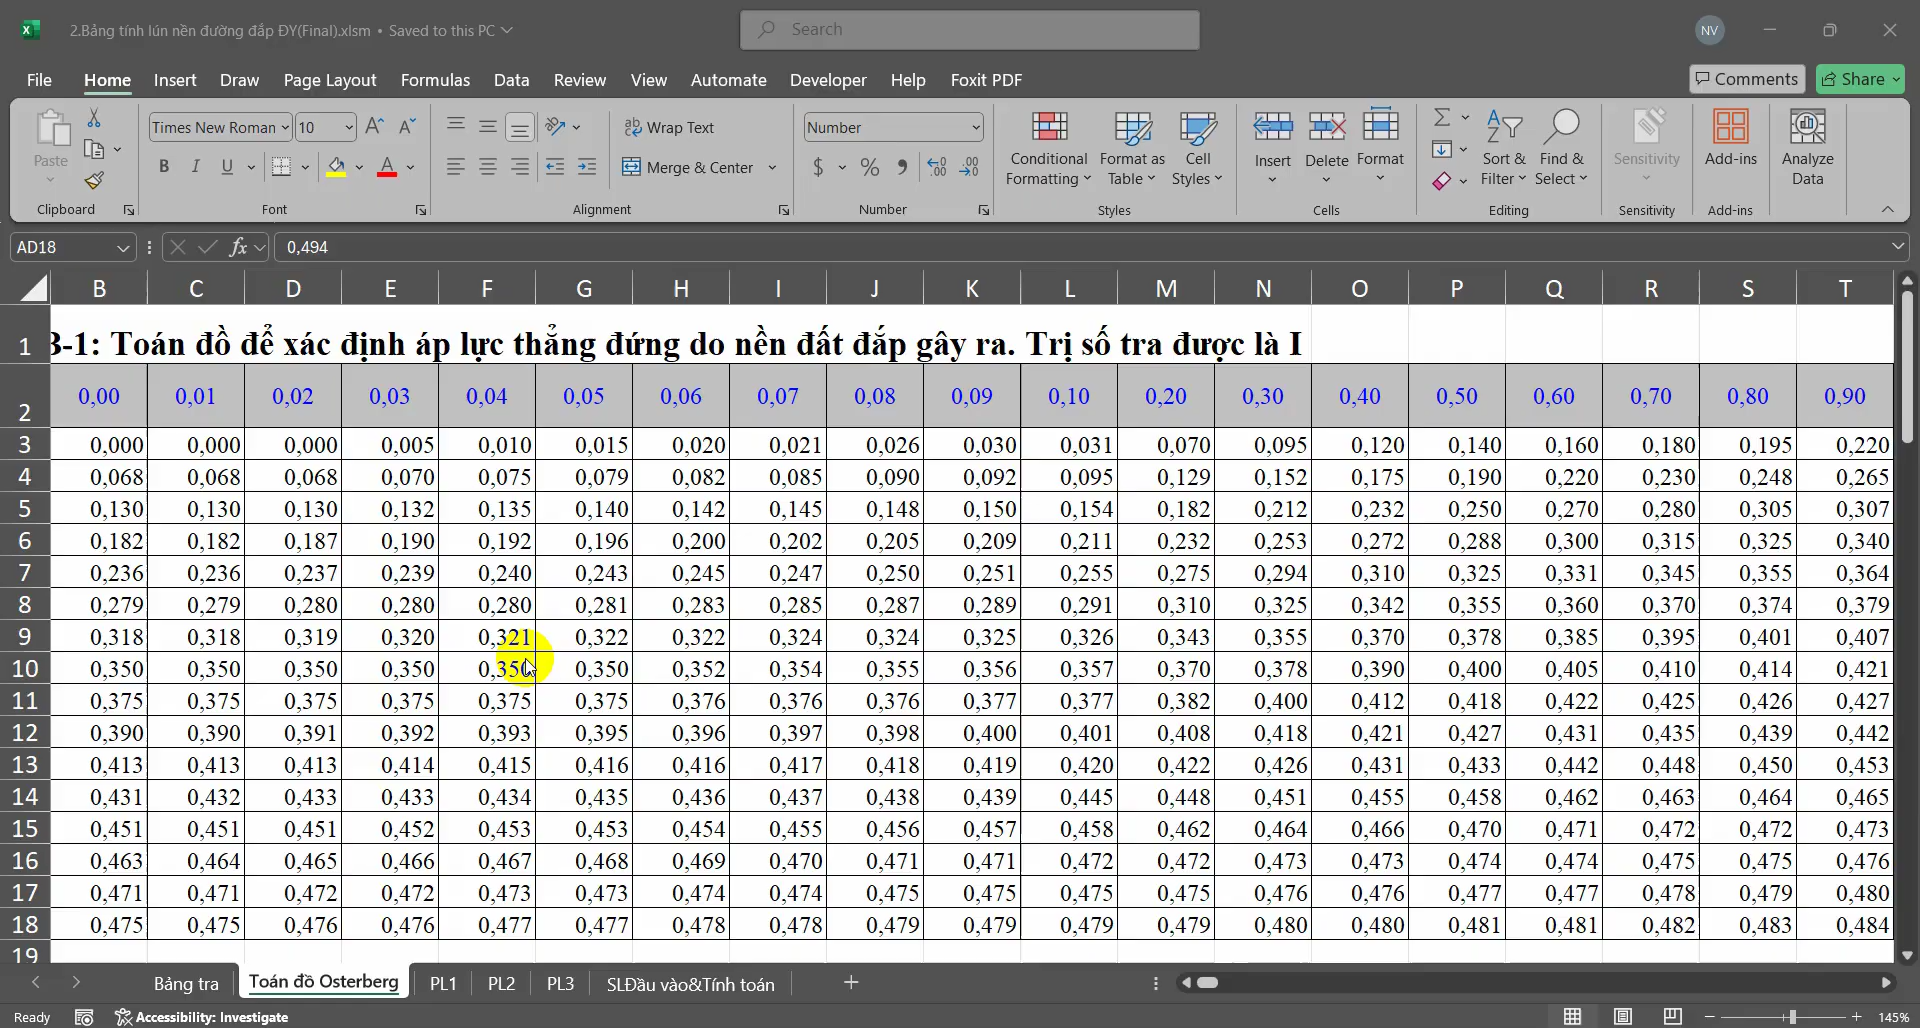 2.Bảng tính lún nền đường đắp ĐY(Final).xlsm • Saved to this PC
Search
NV
File Home Insert Draw Page Layout Formulas Data Review View Automate Developer Help Foxit PDF
Comments Share
Paste
Clipboard
Times New Roman 10
B I U
Font
Wrap Text
Merge & Center
Alignment
Number
$ %
Number
Conditional Formatting
Format as Table
Cell Styles
Styles
Insert Delete Format
Cells
Sort & Filter
Find & Select
Editing
Sensitivity
Sensitivity
Add-ins
Add-ins
Analyze Data
AD18 fx 0,494
B C D E F G H I J K L M N O P Q R S T
1 3-1: Toán đồ để xác định áp lực thẳng đứng do nền đất đắp gây ra. Trị số tra được là I
2 0,00 0,01 0,02 0,03 0,04 0,05 0,06 0,07 0,08 0,09 0,10 0,20 0,30 0,40 0,50 0,60 0,70 0,80 0,90
3 0,000 0,000 0,000 0,005 0,010 0,015 0,020 0,021 0,026 0,030 0,031 0,070 0,095 0,120 0,140 0,160 0,180 0,195 0,220
4 0,068 0,068 0,068 0,070 0,075 0,079 0,082 0,085 0,090 0,092 0,095 0,129 0,152 0,175 0,190 0,220 0,230 0,248 0,265
5 0,130 0,130 0,130 0,132 0,135 0,140 0,142 0,145 0,148 0,150 0,154 0,182 0,212 0,232 0,250 0,270 0,280 0,305 0,307
6 0,182 0,182 0,187 0,190 0,192 0,196 0,200 0,202 0,205 0,209 0,211 0,232 0,253 0,272 0,288 0,300 0,315 0,325 0,340
7 0,236 0,236 0,237 0,239 0,240 0,243 0,245 0,247 0,250 0,251 0,255 0,275 0,294 0,310 0,325 0,331 0,345 0,355 0,364
8 0,279 0,279 0,280 0,280 0,280 0,281 0,283 0,285 0,287 0,289 0,291 0,310 0,325 0,342 0,355 0,360 0,370 0,374 0,379
9 0,318 0,318 0,319 0,320 0,321 0,322 0,322 0,324 0,324 0,325 0,326 0,343 0,355 0,370 0,378 0,385 0,395 0,401 0,407
10 0,350 0,350 0,350 0,350 0,350 0,350 0,352 0,354 0,355 0,356 0,357 0,370 0,378 0,390 0,400 0,405 0,410 0,414 0,421
11 0,375 0,375 0,375 0,375 0,375 0,375 0,376 0,376 0,376 0,377 0,377 0,382 0,400 0,412 0,418 0,422 0,425 0,426 0,427
12 0,390 0,390 0,391 0,392 0,393 0,395 0,396 0,397 0,398 0,400 0,401 0,408 0,418 0,421 0,427 0,431 0,435 0,439 0,442
13 0,413 0,413 0,413 0,414 0,415 0,416 0,416 0,417 0,418 0,419 0,420 0,422 0,426 0,431 0,433 0,442 0,448 0,450 0,453
14 0,431 0,432 0,433 0,433 0,434 0,435 0,436 0,437 0,438 0,439 0,445 0,448 0,451 0,455 0,458 0,462 0,463 0,464 0,465
15 0,451 0,451 0,451 0,452 0,453 0,453 0,454 0,455 0,456 0,457 0,458 0,462 0,464 0,466 0,470 0,471 0,472 0,472 0,473
16 0,463 0,464 0,465 0,466 0,467 0,468 0,469 0,470 0,471 0,471 0,472 0,472 0,473 0,473 0,474 0,474 0,475 0,475 0,476
17 0,471 0,471 0,472 0,472 0,473 0,473 0,474 0,474 0,475 0,475 0,475 0,475 0,476 0,476 0,477 0,477 0,478 0,479 0,480
18 0,475 0,475 0,476 0,476 0,477 0,477 0,478 0,478 0,479 0,479 0,479 0,479 0,480 0,480 0,481 0,481 0,482 0,483 0,484
19
Bảng tra Toán đồ Osterberg PL1 PL2 PL3 SLĐầu vào&Tính toán
Ready Accessibility: Investigate 145%